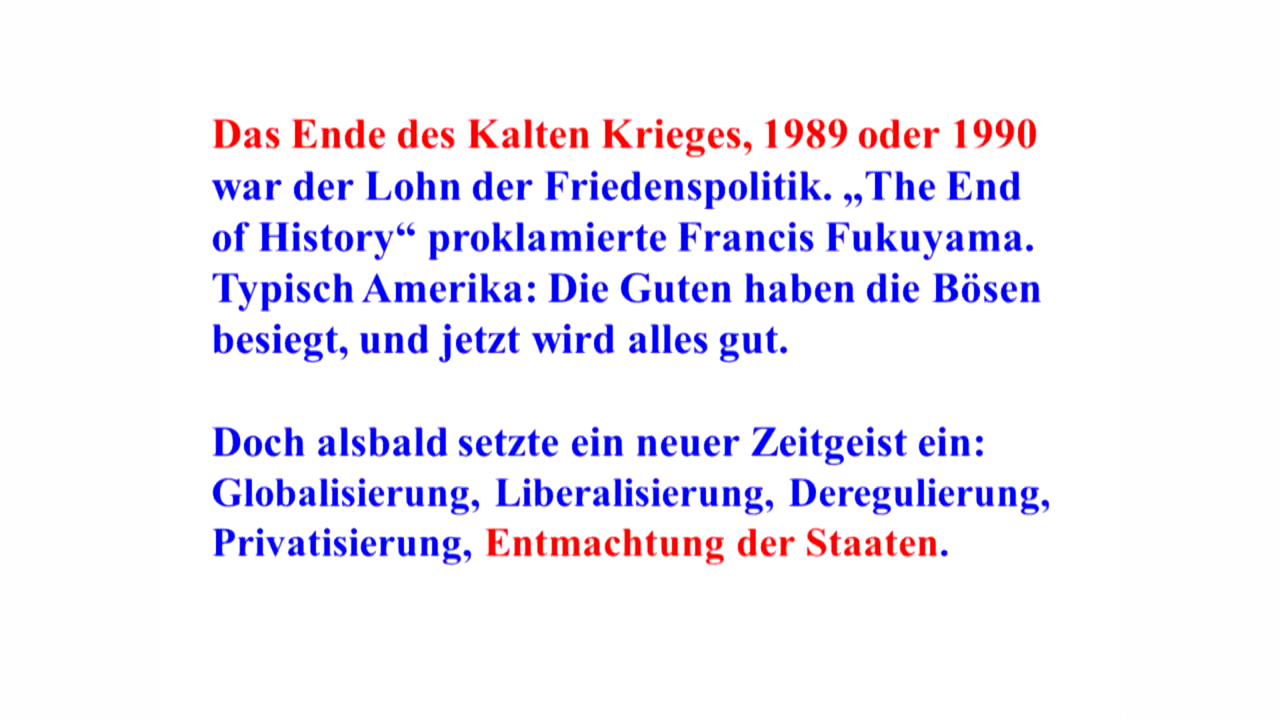 Das Ende des Kalten Krieges, 1989 oder 1990
war der Lohn der Friedenspolitik. „The End
of History“ proklamierte Francis Fukuyama.
Typisch Amerika: Die Guten haben die Bösen
besiegt, und jetzt wird alles gut.
Doch alsbald setzte ein neuer Zeitgeist ein:
Globalisierung, Liberalisierung, Deregulierung,
Privatisierung, Entmachtung der Staaten.